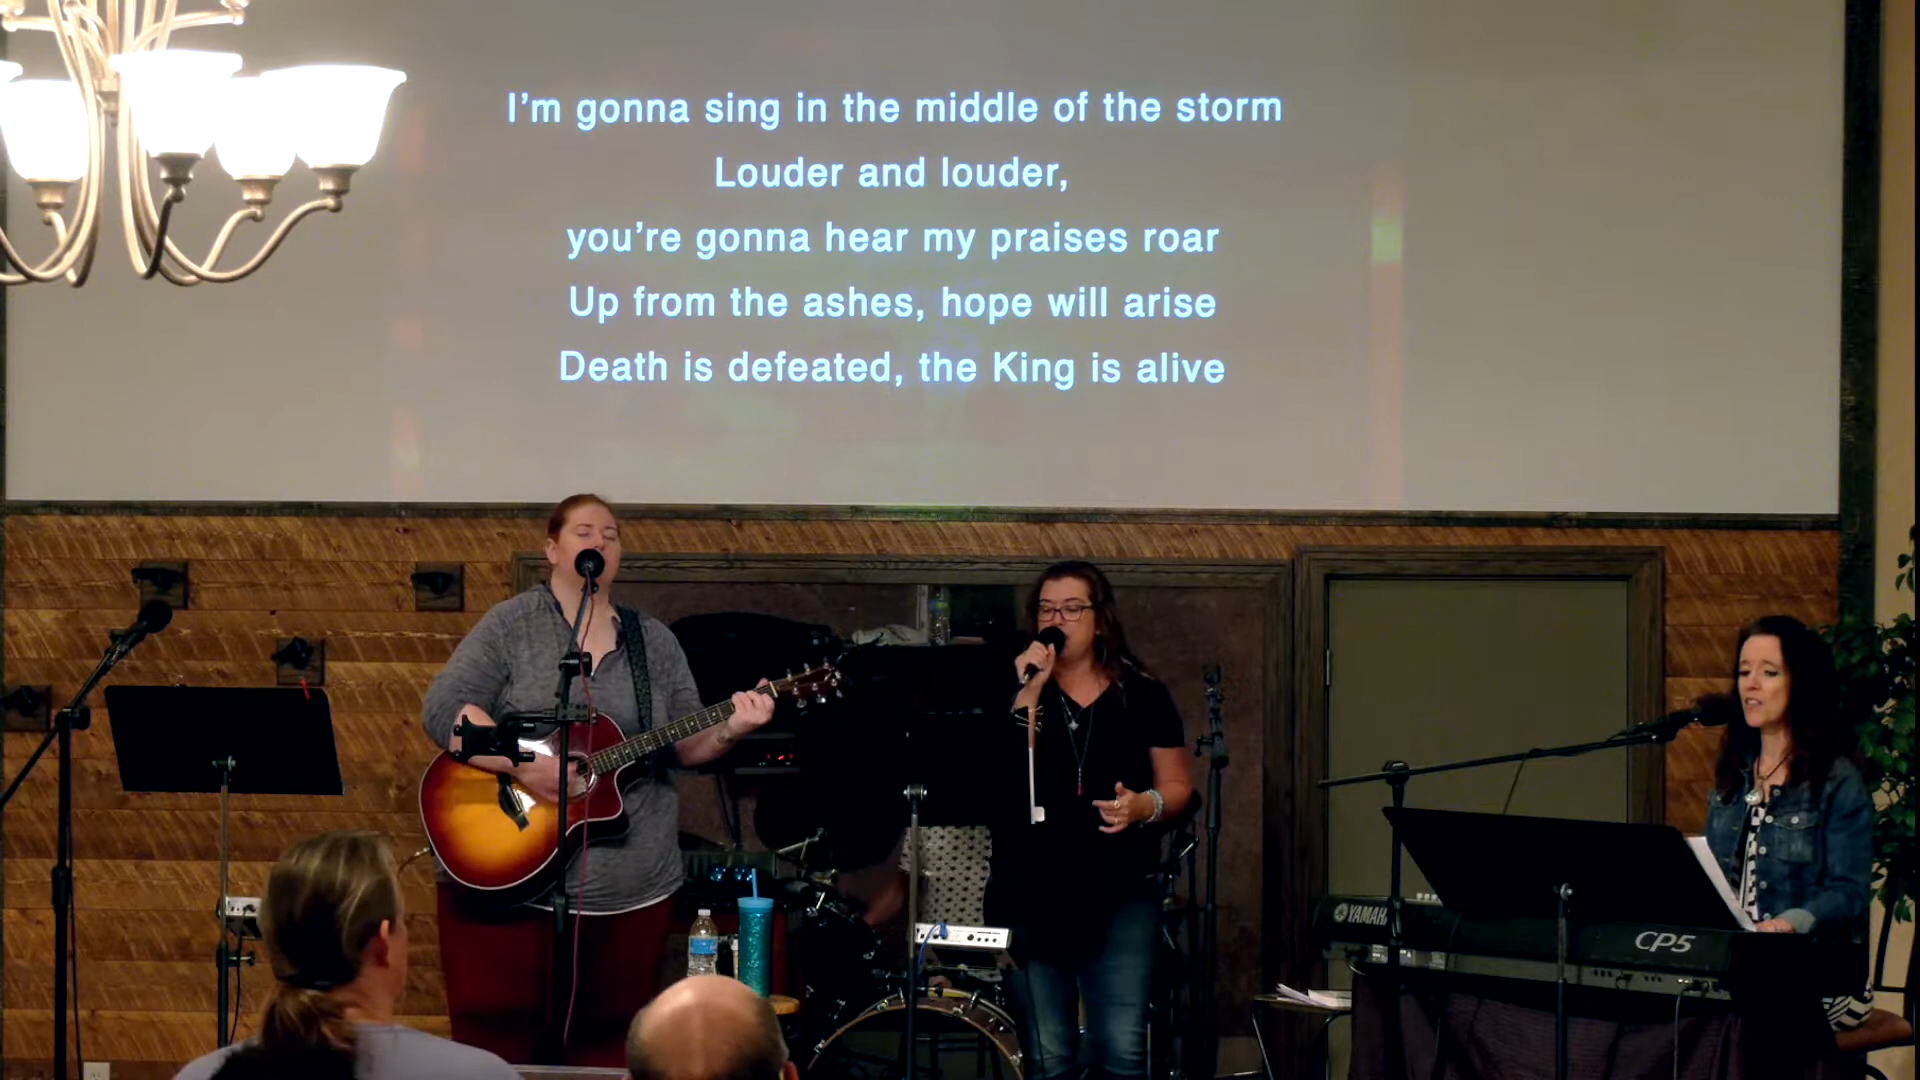 I'm gonna sing in the middle of the storm
Louder and louder,
you're gonna hear my praises roar
Up from the ashes, hope will arise
Death is defeated, the King is alive
YAMAHA
CP5